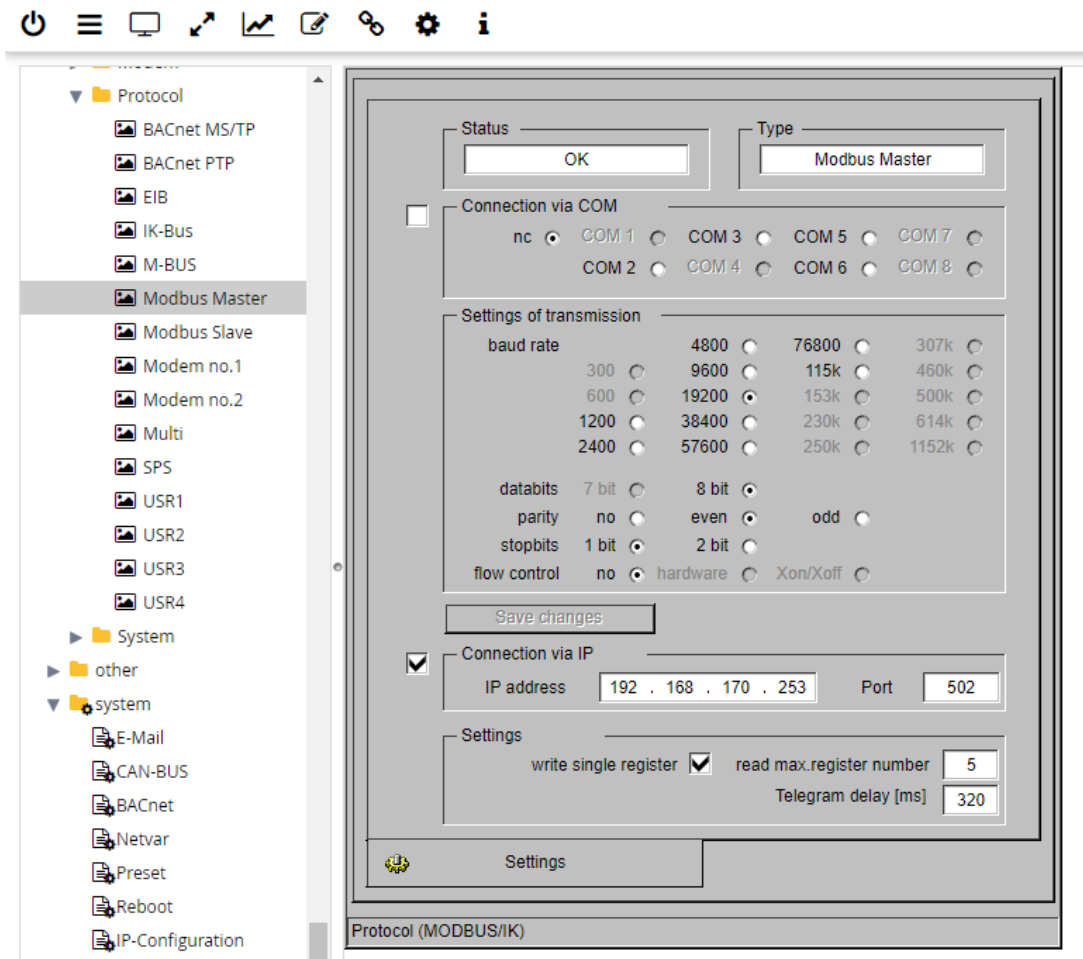 Protocol
BACnet MS/TP
BACnet PTP
EIB
IK-Bus
M-BUS
Modbus Master
Modbus Slave
Modem no.1
Modem no.2
Multi
SPS
USR1
USR2
USR3
USR4
System
other
system
E-Mail
CAN-BUS
BACnet
Netvar
Preset
Reboot
IP-Configuration
Status
OK
Type
Modbus Master
Connection via COM
nc COM 1 COM 3 COM 5 COM 7
COM 2 COM 4 COM 6 COM 8
Settings of transmission
baud rate 4800 76800 307k
300 9600 115k 460k
600 19200 153k 500k
1200 38400 230k 614k
2400 57600 250k 1152k
databits 7 bit 8 bit
parity no even odd
stopbits 1 bit 2 bit
flow control no hardware Xon/Xoff
Save changes
Connection via IP
IP address 192 . 168 . 170 . 253 Port 502
Settings
write single register read max.register number 5
Telegram delay [ms] 320
Settings
Protocol (MODBUS/IK)